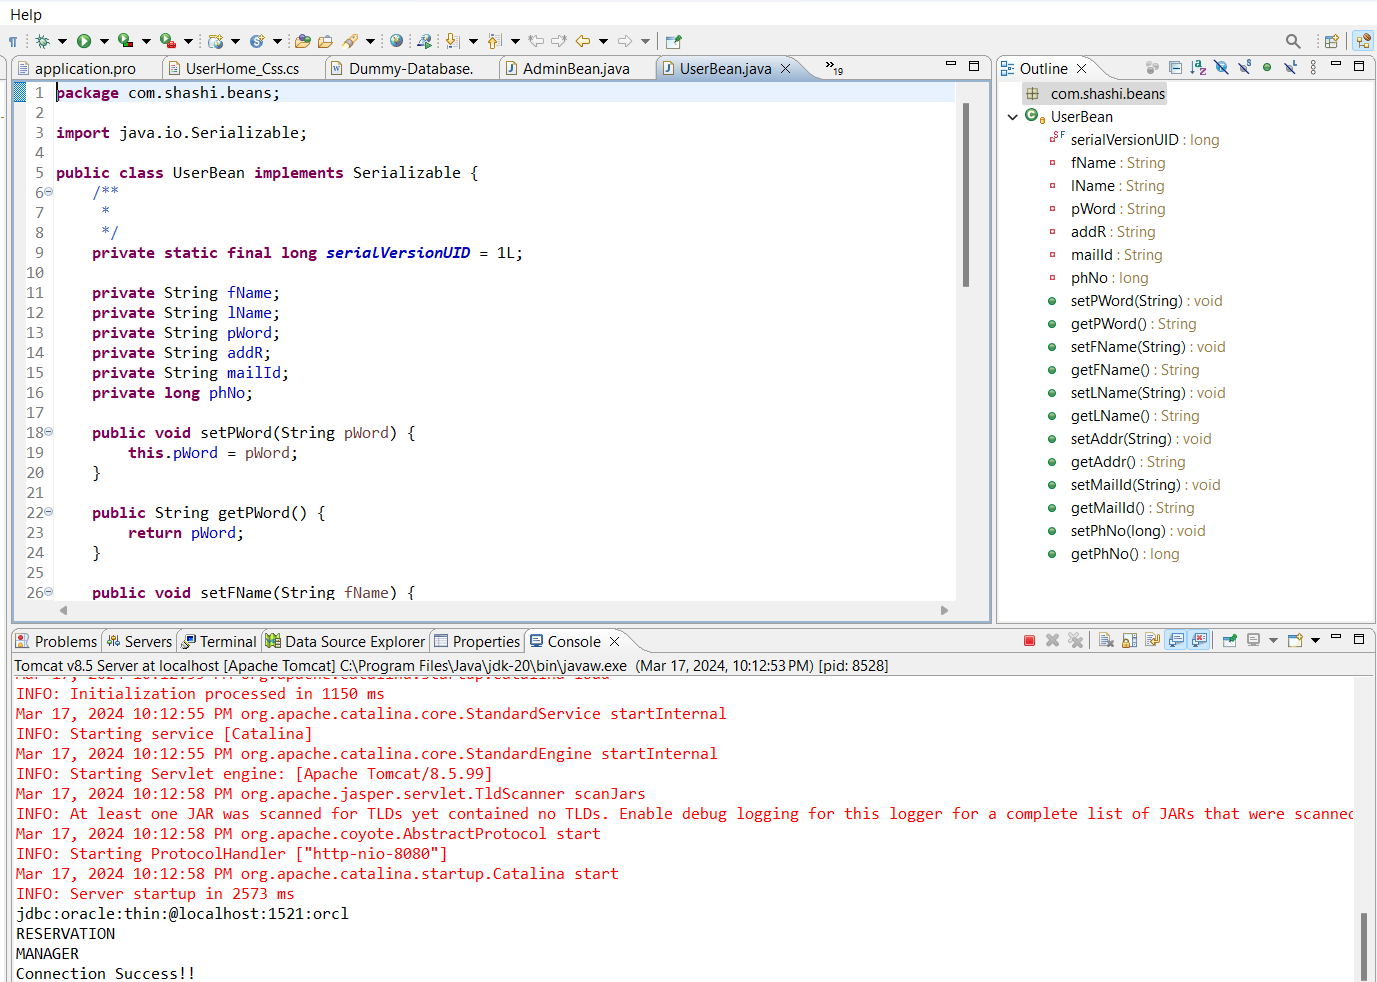 Help
application.pro
UserHome_Css.cs
Dummy-Database.
AdminBean.java
UserBean.java
»19
1 package com.shashi.beans;
2
3 import java.io.Serializable;
4
5 public class UserBean implements Serializable {
6 /**
7 *
8 */
9 private static final long serialVersionUID = 1L;
10
11 private String fName;
12 private String lName;
13 private String pWord;
14 private String addR;
15 private String mailId;
16 private long phNo;
17
18 public void setPWord(String pWord) {
19 this.pWord = pWord;
20 }
21
22 public String getPWord() {
23 return pWord;
24 }
25
26 public void setFName(String fName) {
Outline
com.shashi.beans
UserBean
serialVersionUID : long
fName : String
lName : String
pWord : String
addR : String
mailId : String
phNo : long
setPWord(String) : void
getPWord() : String
setFName(String) : void
getFName() : String
setLName(String) : void
getLName() : String
setAddr(String) : void
getAddr() : String
setMailId(String) : void
getMailId() : String
setPhNo(long) : void
getPhNo() : long
Problems
Servers
Terminal
Data Source Explorer
Properties
Console
Tomcat v8.5 Server at localhost [Apache Tomcat] C:\Program Files\Java\jdk-20\bin\javaw.exe (Mar 17, 2024, 10:12:53 PM) [pid: 8528]
INFO: Initialization processed in 1150 ms
Mar 17, 2024 10:12:55 PM org.apache.catalina.core.StandardService startInternal
INFO: Starting service [Catalina]
Mar 17, 2024 10:12:55 PM org.apache.catalina.core.StandardEngine startInternal
INFO: Starting Servlet engine: [Apache Tomcat/8.5.99]
Mar 17, 2024 10:12:58 PM org.apache.jasper.servlet.TldScanner scanJars
INFO: At least one JAR was scanned for TLDs yet contained no TLDs. Enable debug logging for this logger for a complete list of JARs that were scanned
Mar 17, 2024 10:12:58 PM org.apache.coyote.AbstractProtocol start
INFO: Starting ProtocolHandler ["http-nio-8080"]
Mar 17, 2024 10:12:58 PM org.apache.catalina.startup.Catalina start
INFO: Server startup in 2573 ms
jdbc:oracle:thin:@localhost:1521:orcl
RESERVATION
MANAGER
Connection Success!!